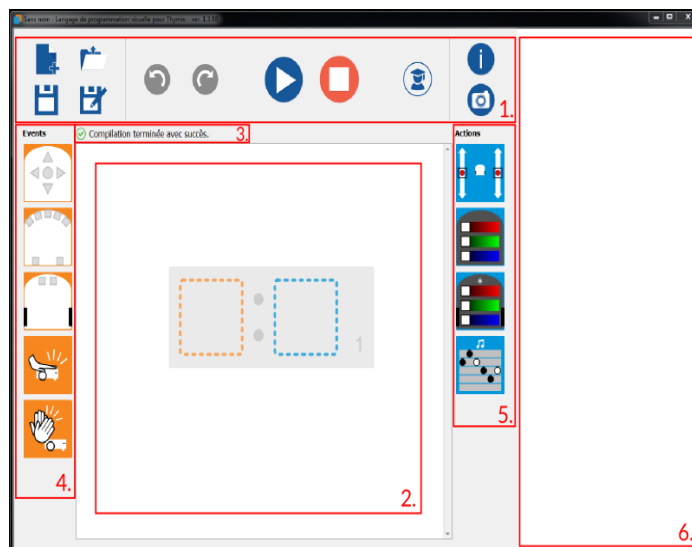 Sans nom - Langage de programmation visuelle pour Thymio - ver. 1.3.98
i
1.
Events
Compilation terminée avec succès.
3.
Actions
1
2.
4.
5.
6.